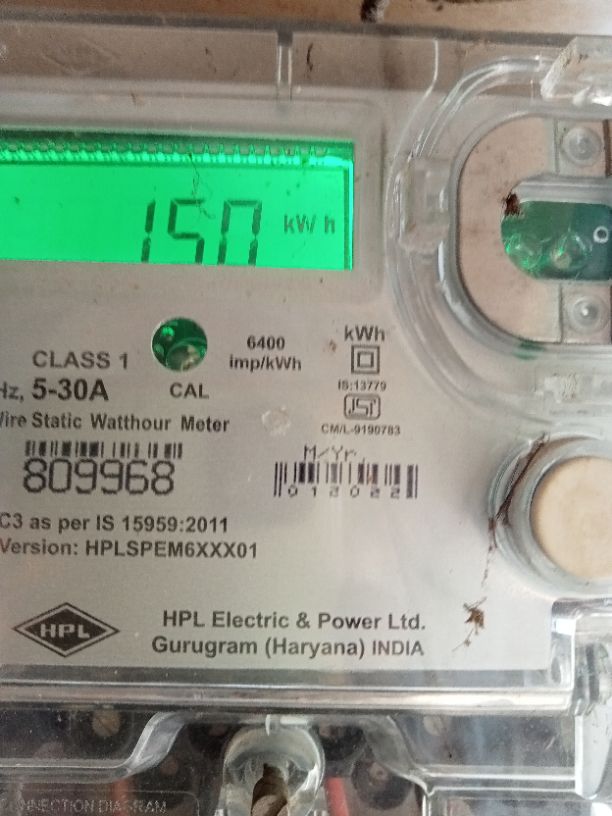 150 kWh
6400
imp/kWh
kWh
CLASS 1
CAL
IS:13779
Hz, 5-30A
CM/L-9190783
Wire Static Watthour Meter
M/Yr.
809968
012022
C3 as per IS 15959:2011
Version: HPLSPEM6XXX01
HPL
HPL Electric & Power Ltd.
Gurugram (Haryana) INDIA
CONNECTION DIAGRAM